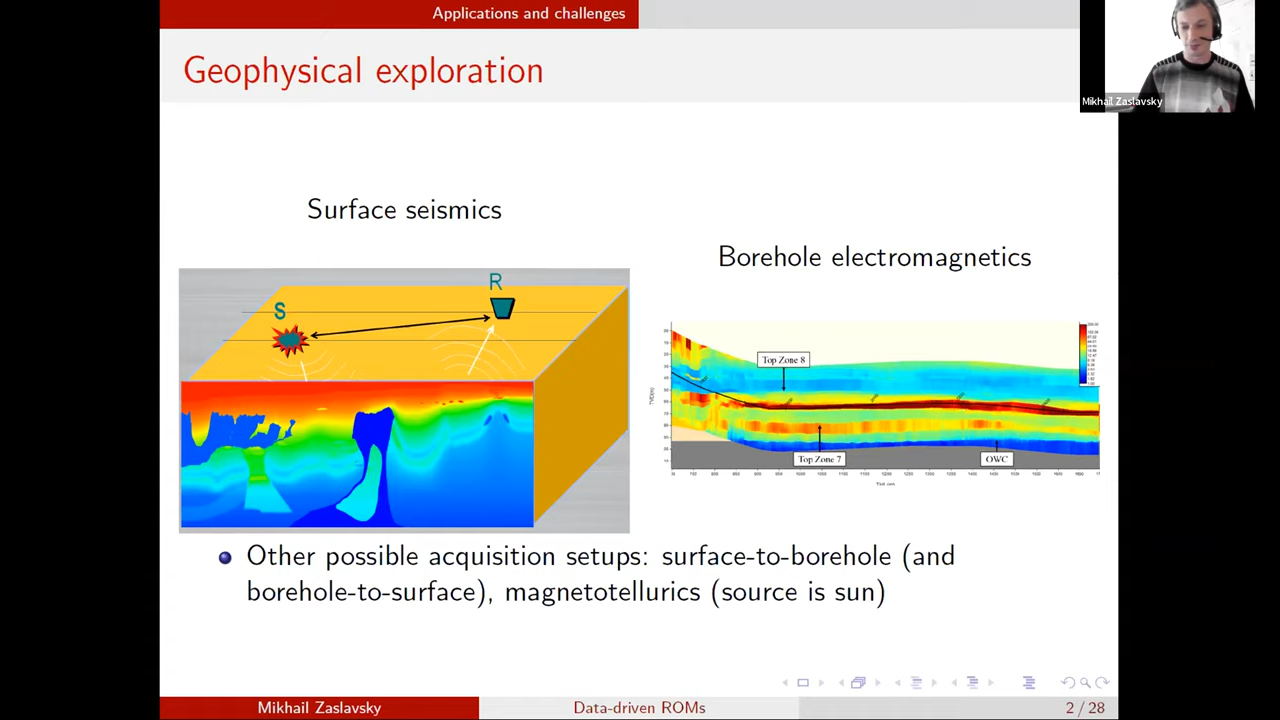 Applications and challenges
Geophysical exploration
Mikhail Zaslavsky
Surface seismics
Borehole electromagnetics
R
S
Top Zone 8
Top Zone 7
OWC
Other possible acquisition setups: surface-to-borehole (and
borehole-to-surface), magnetotellurics (source is sun)
Mikhail Zaslavsky
Data-driven ROMs
2 / 28